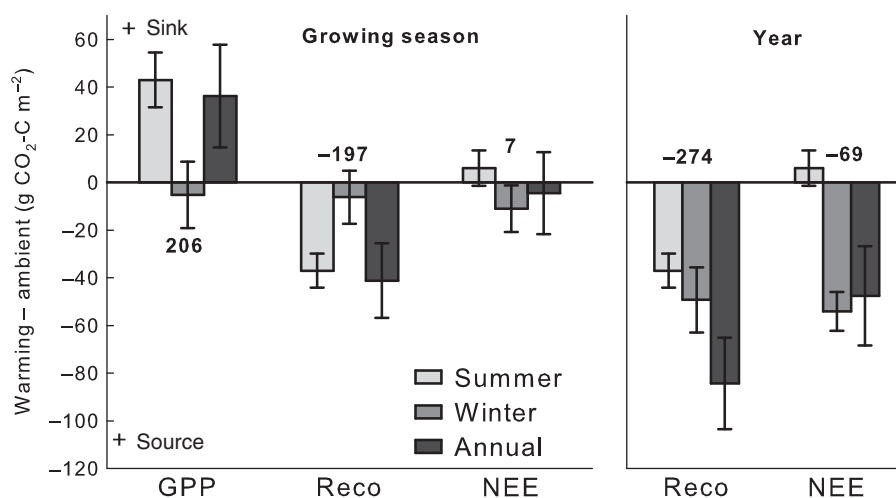 + Sink
Growing season
Year
60
40
20
0
−20
−40
−60
−80
−100
−120
Warming– ambient (g CO₂-C m⁻²)
206
−197
7
−274
−69
Summer
Winter
Annual
+ Source
GPP
Reco
NEE
Reco
NEE